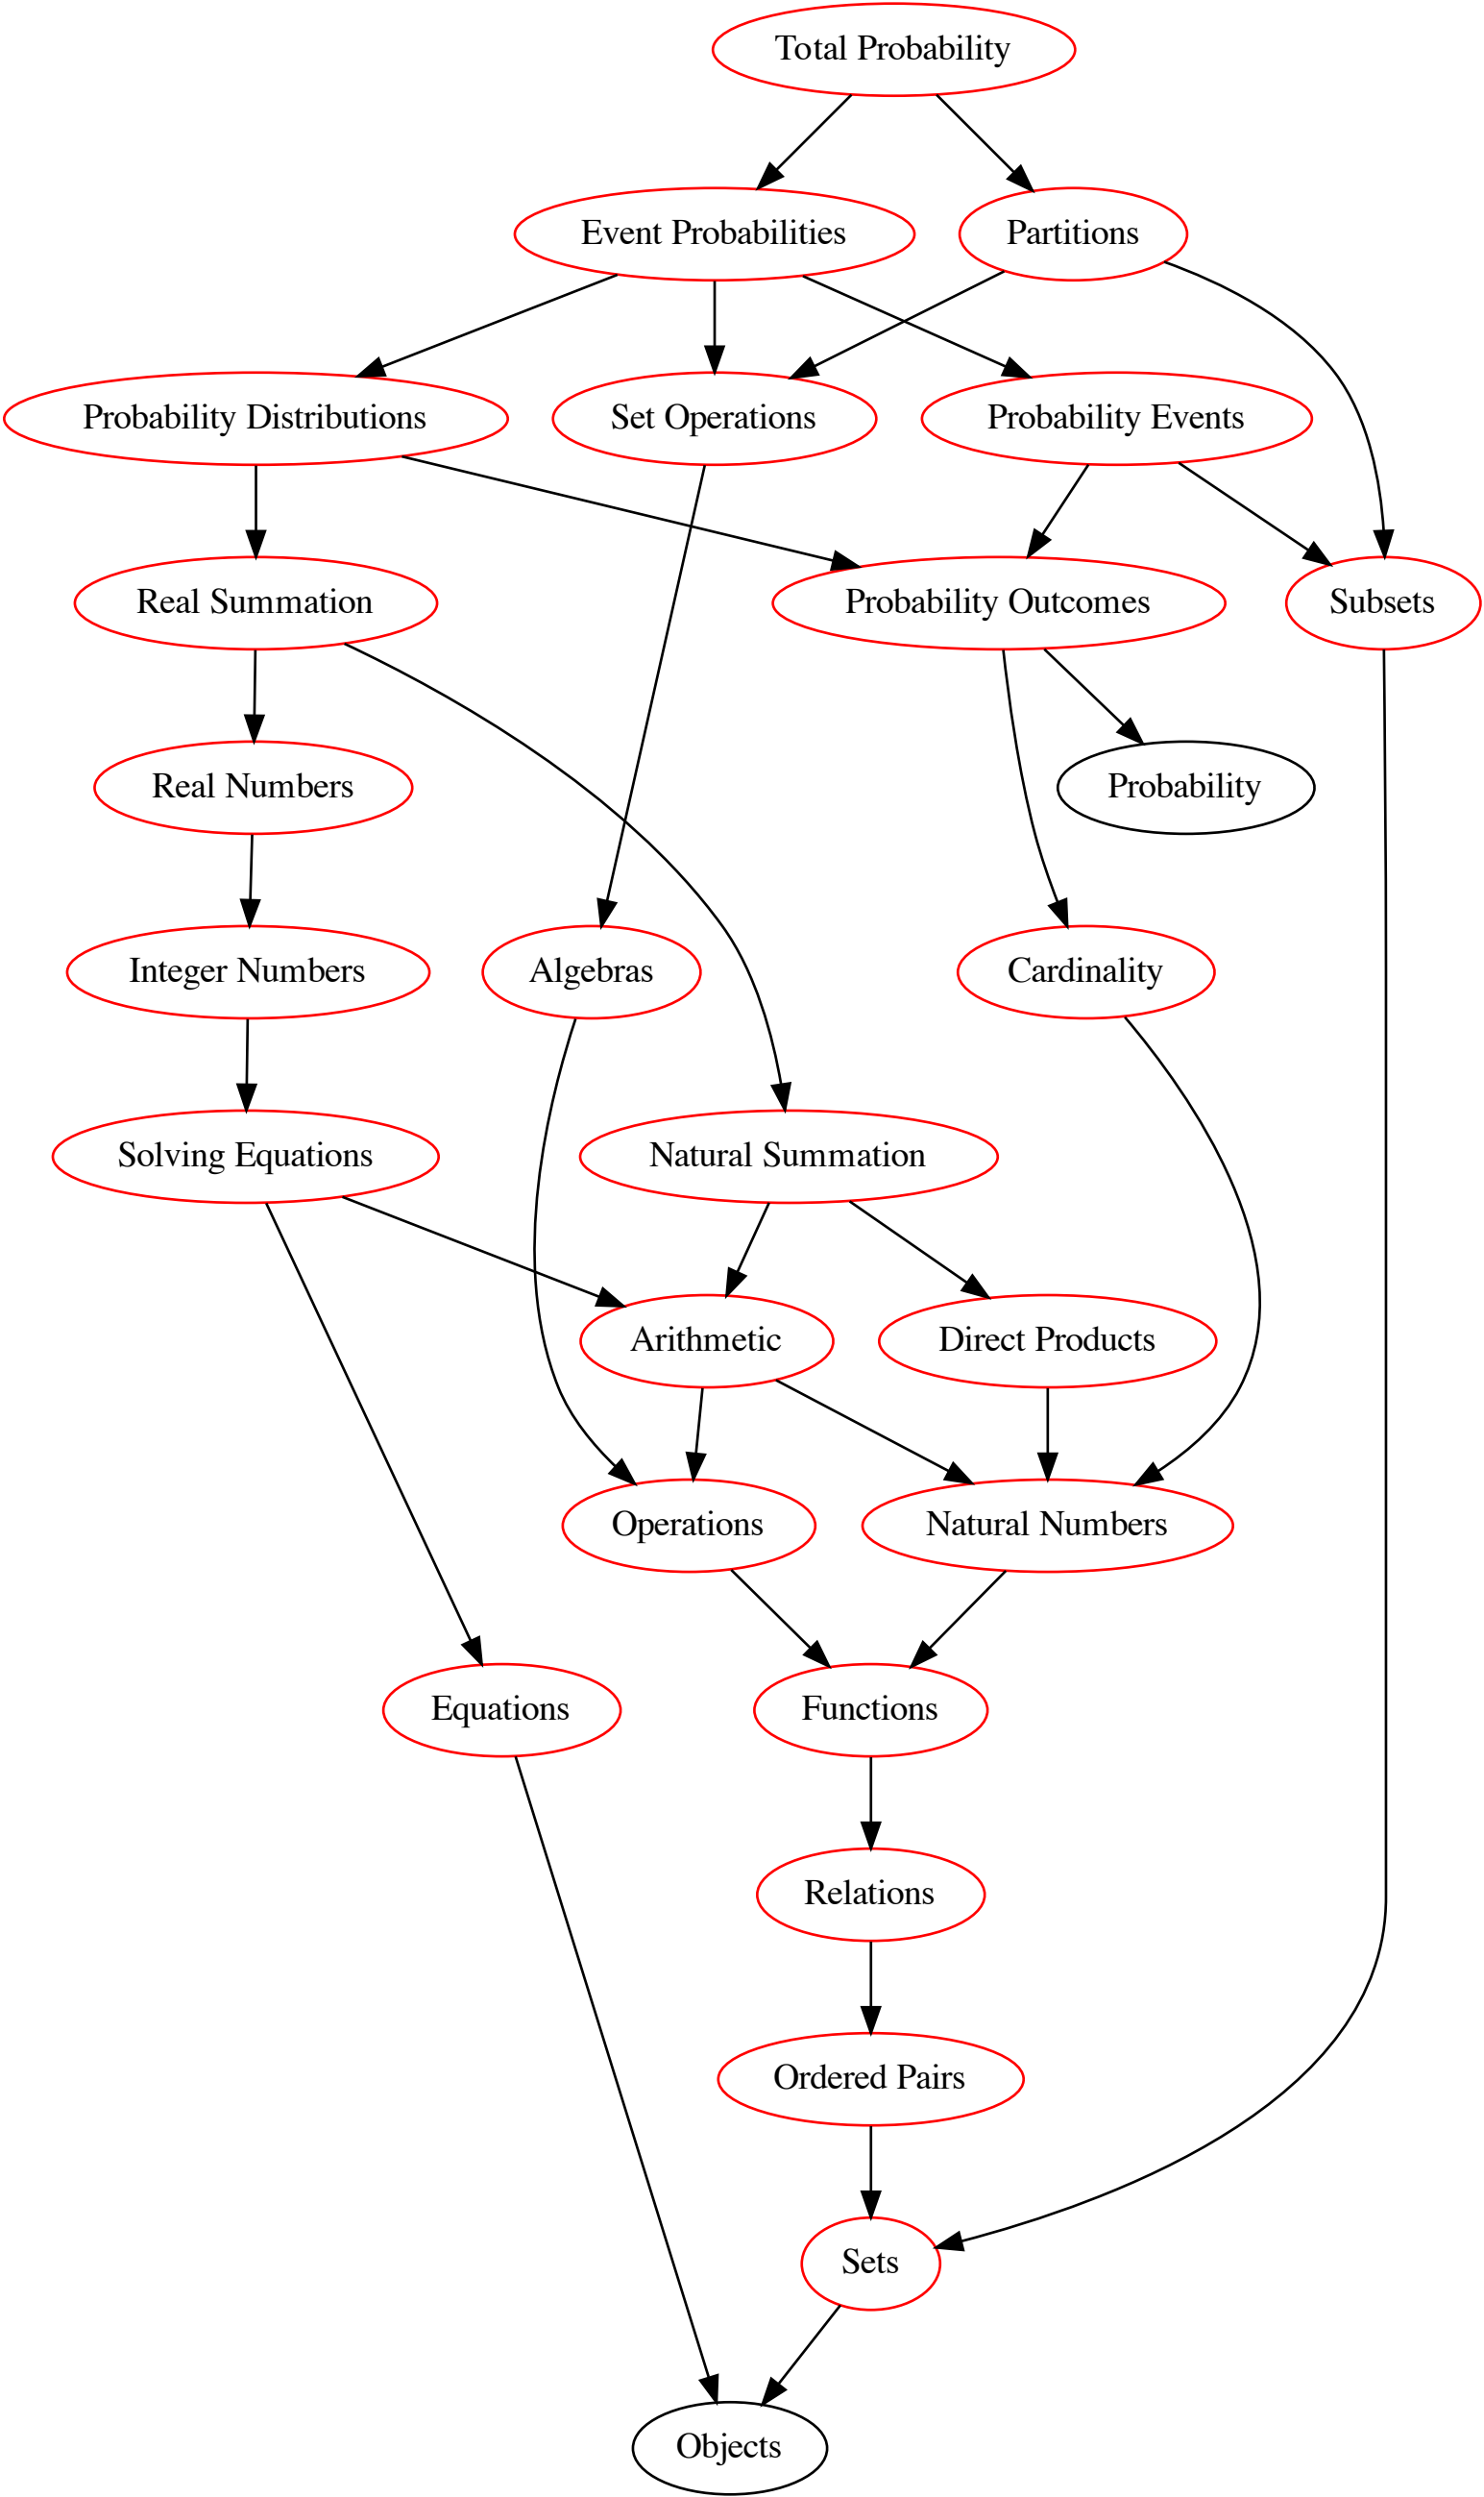 Total Probability
Event Probabilities
Partitions
Probability Distributions
Set Operations
Probability Events
Real Summation
Probability Outcomes
Subsets
Real Numbers
Probability
Integer Numbers
Algebras
Cardinality
Solving Equations
Natural Summation
Arithmetic
Direct Products
Operations
Natural Numbers
Equations
Functions
Relations
Ordered Pairs
Sets
Objects